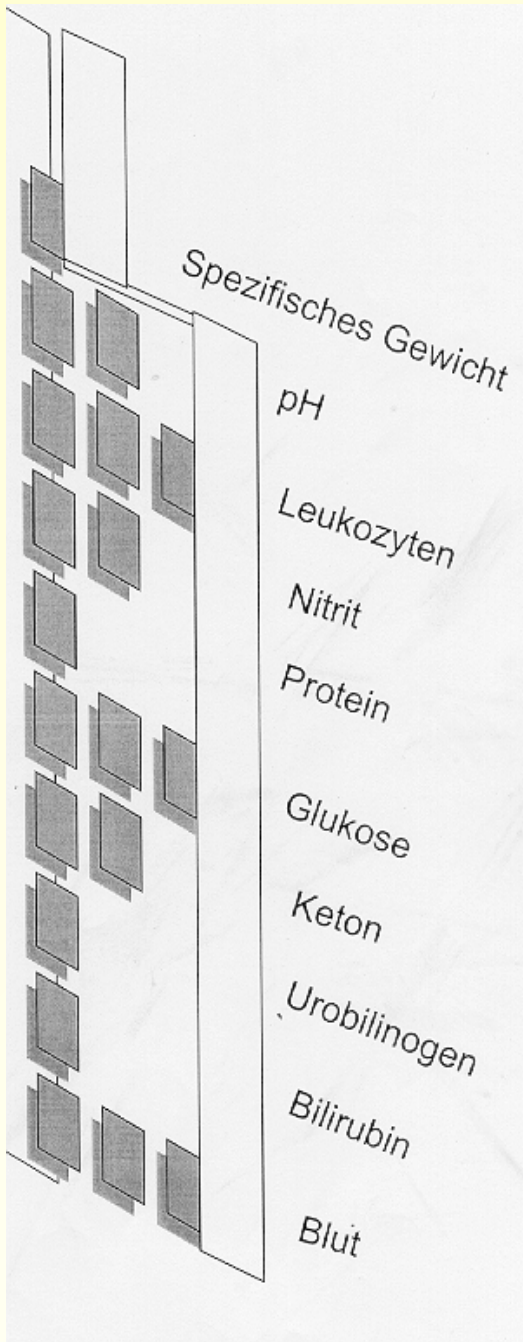 Spezifisches Gewicht
pH
Leukozyten
Nitrit
Protein
Glukose
Keton
Urobilinogen
Bilirubin
Blut